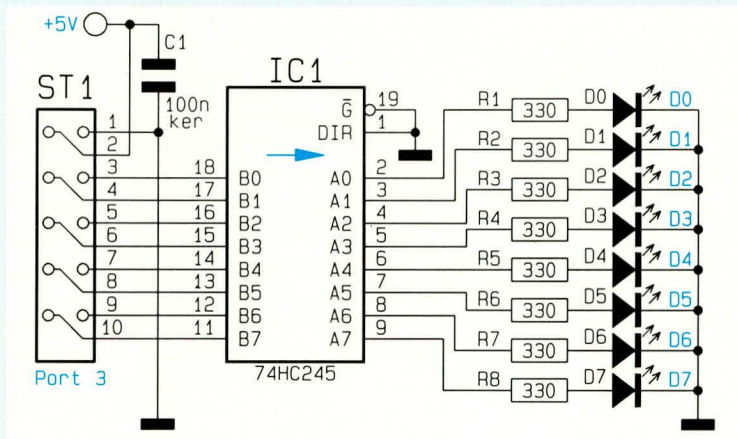 +5V
C1
100n
ker
ST1
1
2
3
4
5
6
7
8
9
10
Port 3
IC1
G̅ 19
DIR 1
18 B0 A0 2
17 B1 A1 3
16 B2 A2 4
15 B3 A3 5
14 B4 A4 6
13 B5 A5 7
12 B6 A6 8
11 B7 A7 9
74HC245
R1 330 D0 D0
R2 330 D1 D1
R3 330 D2 D2
R4 330 D3 D3
R5 330 D4 D4
R6 330 D5 D5
R7 330 D6 D6
R8 330 D7 D7